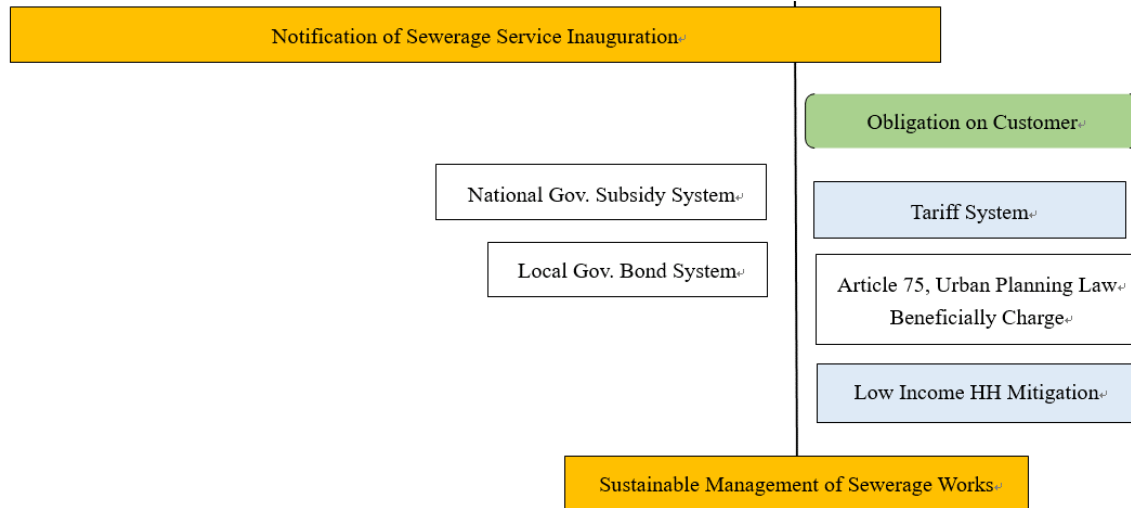 Notification of Sewerage Service Inauguration
Obligation on Customer
National Gov. Subsidy System
Tariff System
Local Gov. Bond System
Article 75, Urban Planning Law
Beneficially Charge
Low Income HH Mitigation
Sustainable Management of Sewerage Works